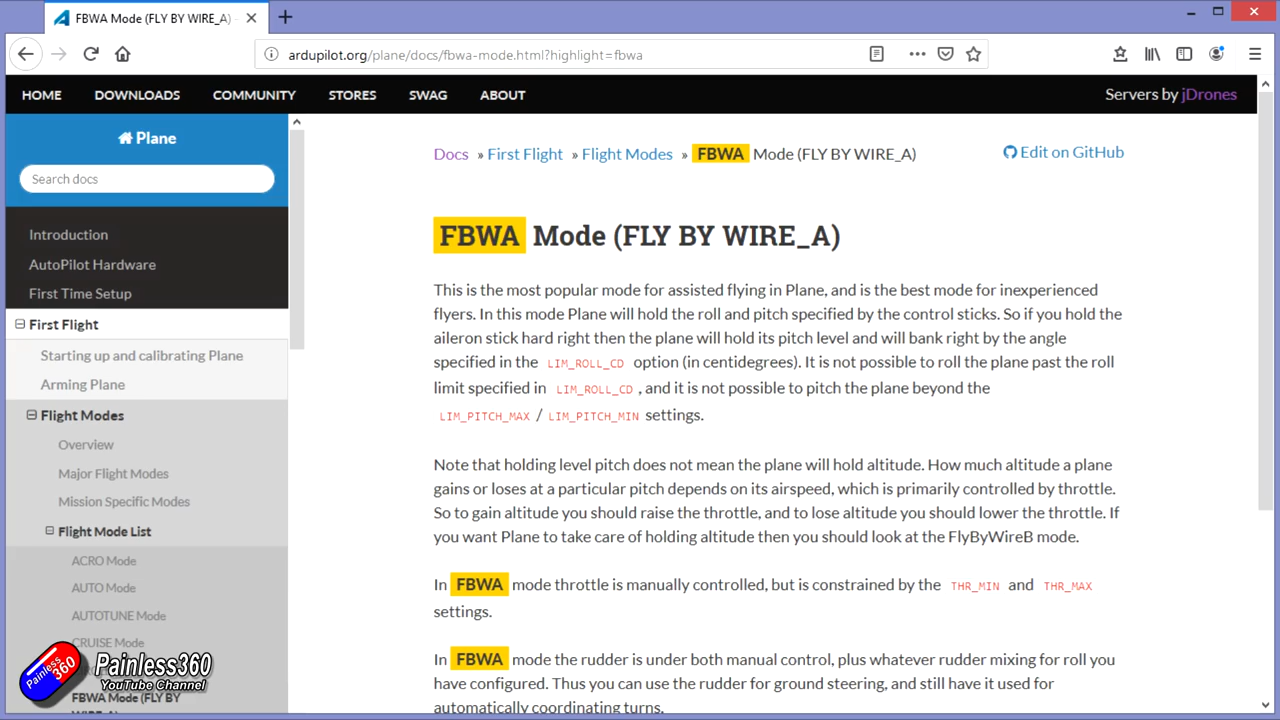 FBWA Mode (FLY BY WIRE_A) -
ardupilot.org/plane/docs/fbwa-mode.html?highlight=fbwa
HOME DOWNLOADS COMMUNITY STORES SWAG ABOUT Servers by jDrones
Plane
Search docs
Introduction
AutoPilot Hardware
First Time Setup
First Flight
Starting up and calibrating Plane
Arming Plane
Flight Modes
Overview
Major Flight Modes
Mission Specific Modes
Flight Mode List
ACRO Mode
AUTO Mode
AUTOTUNE Mode
CRUISE Mode
FBWA Mode (FLY BY
WIRE_A)
Painless360
Painless360
YouTube Channel
Docs » First Flight » Flight Modes » FBWA Mode (FLY BY WIRE_A) Edit on GitHub
FBWA Mode (FLY BY WIRE_A)
This is the most popular mode for assisted flying in Plane, and is the best mode for inexperienced
flyers. In this mode Plane will hold the roll and pitch specified by the control sticks. So if you hold the
aileron stick hard right then the plane will hold its pitch level and will bank right by the angle
specified in the LIM_ROLL_CD option (in centidegrees). It is not possible to roll the plane past the roll
limit specified in LIM_ROLL_CD , and it is not possible to pitch the plane beyond the
LIM_PITCH_MAX / LIM_PITCH_MIN settings.
Note that holding level pitch does not mean the plane will hold altitude. How much altitude a plane
gains or loses at a particular pitch depends on its airspeed, which is primarily controlled by throttle.
So to gain altitude you should raise the throttle, and to lose altitude you should lower the throttle. If
you want Plane to take care of holding altitude then you should look at the FlyByWireB mode.
In FBWA mode throttle is manually controlled, but is constrained by the THR_MIN and THR_MAX
settings.
In FBWA mode the rudder is under both manual control, plus whatever rudder mixing for roll you
have configured. Thus you can use the rudder for ground steering, and still have it used for
automatically coordinating turns.